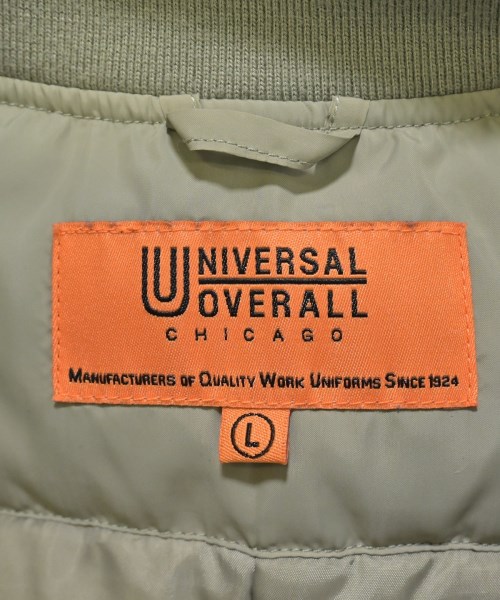 UNIVERSAL
OVERALL
CHICAGO
MANUFACTURERS OF QUALITY WORK UNIFORMS SINCE 1924
L